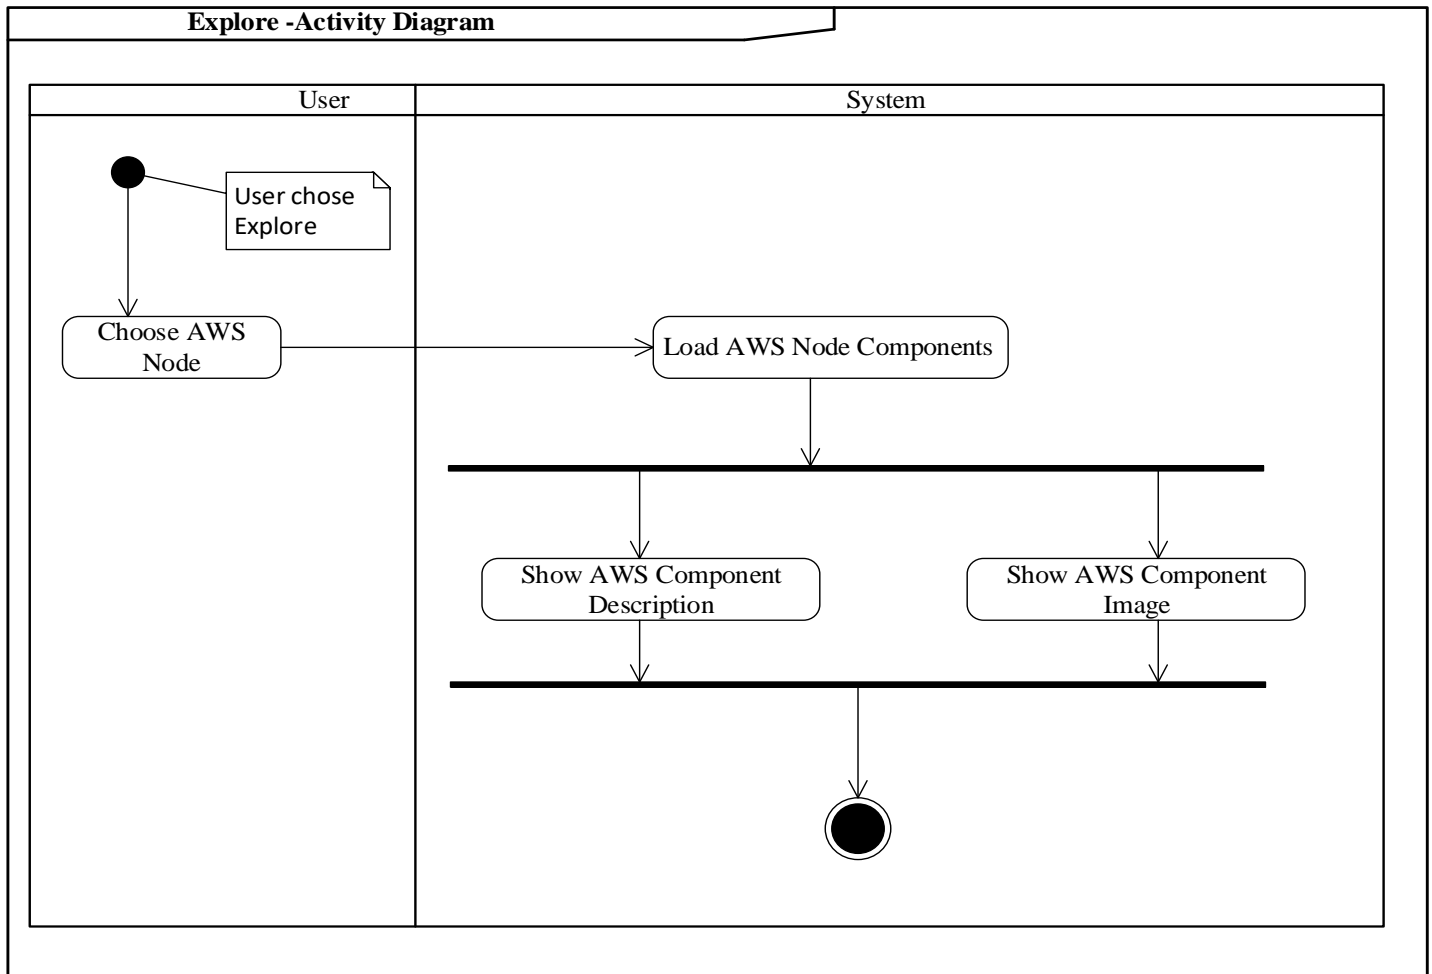 Explore -Activity Diagram
User
System
User chose
Explore
Choose AWS
Node
Load AWS Node Components
Show AWS Component
Description
Show AWS Component
Image